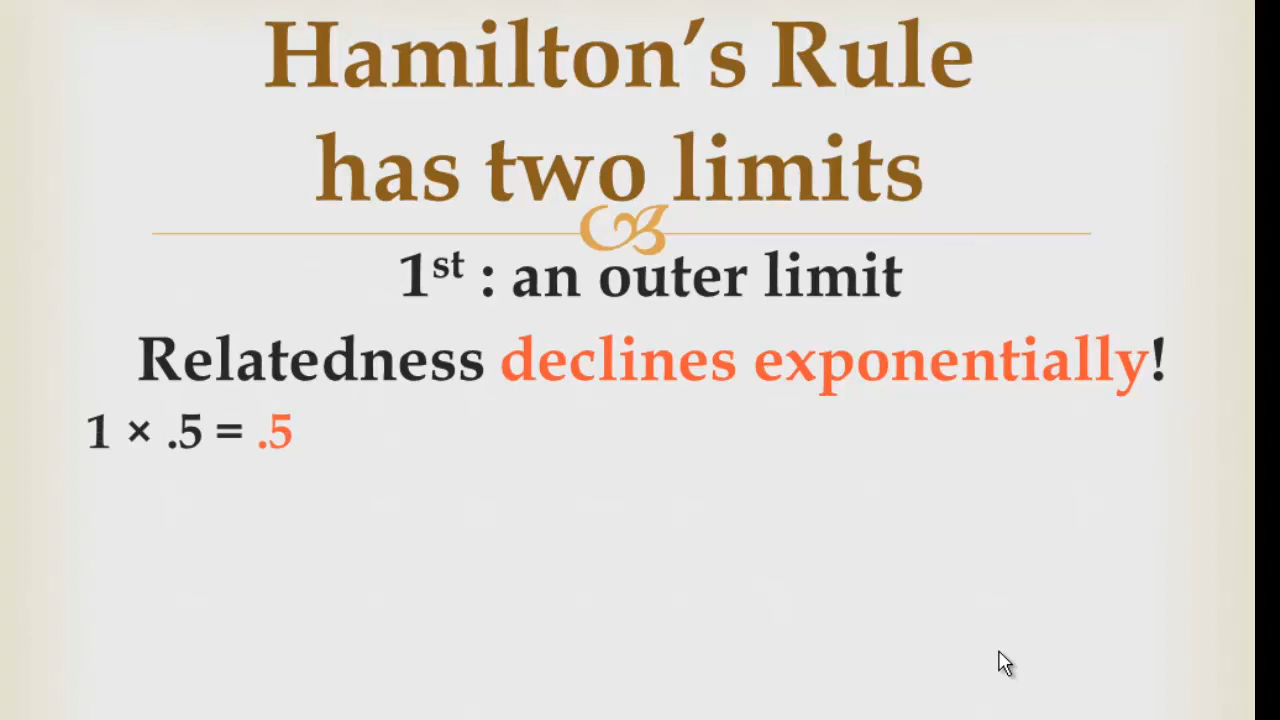 Hamilton’s Rule
has two limits
1st : an outer limit
Relatedness declines exponentially!
1 × .5 = .5